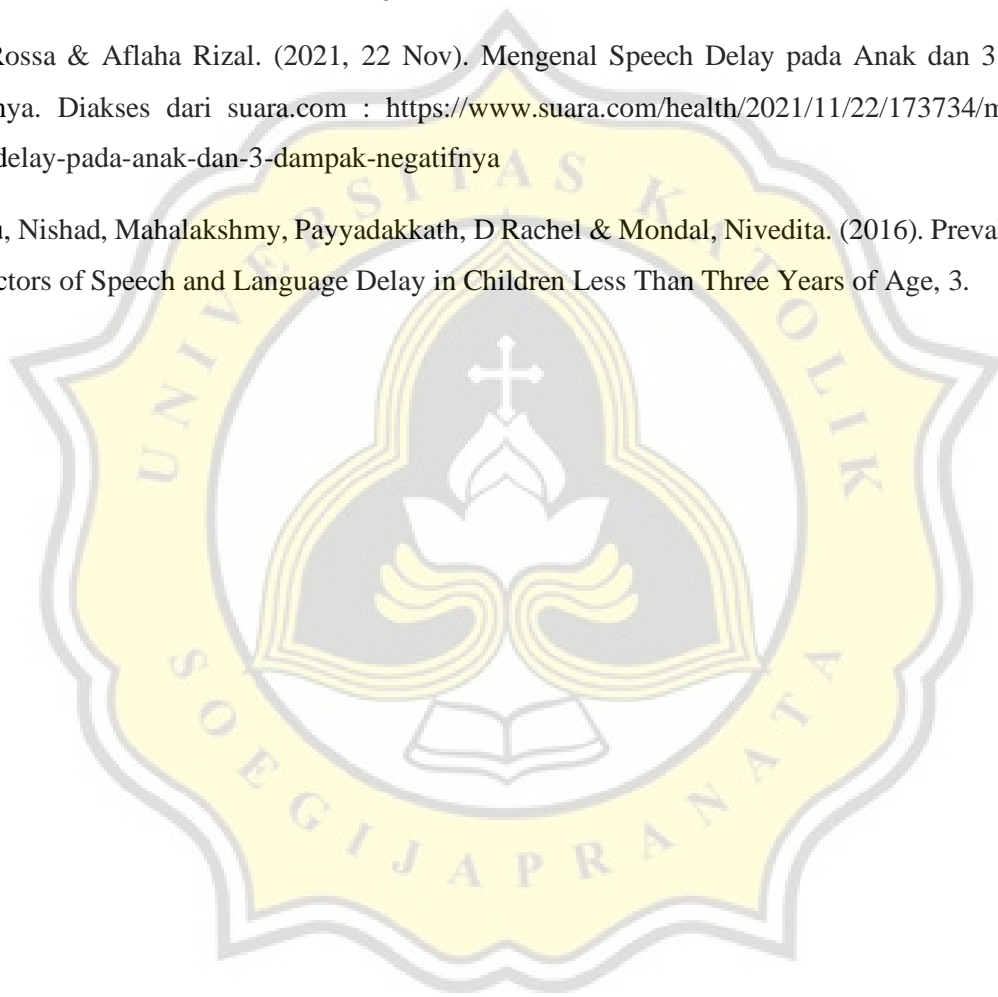 Rossa & Aflaha Rizal. (2021, 22 Nov). Mengenal Speech Delay pada Anak dan 3
nya. Diakses dari suara.com : https://www.suara.com/health/2021/11/22/173734/m
delay-pada-anak-dan-3-dampak-negatifnya
, Nishad, Mahalakshmy, Payyadakkath, D Rachel & Mondal, Nivedita. (2016). Preva
ctors of Speech and Language Delay in Children Less Than Three Years of Age, 3.
UNIVERSITAS KATOLIK
SOEGIJAPRANATA